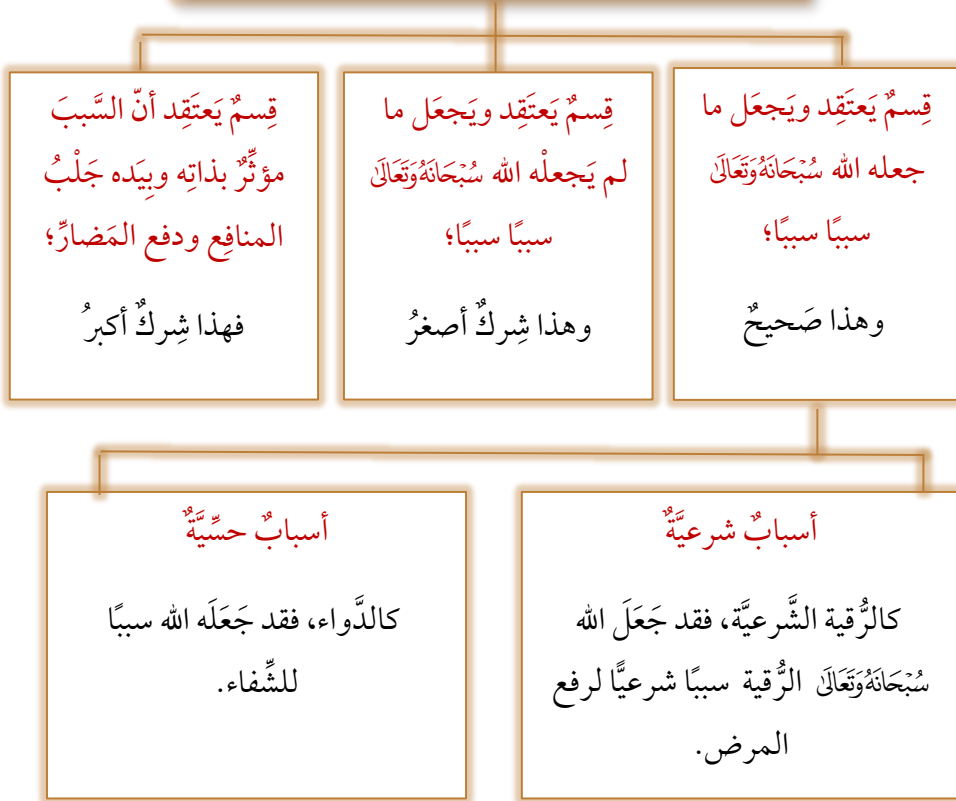 قِسمٌ يَعتَقِد ويَجعَل ما
جعله الله سُبْحَانَهُ وَتَعَالَىٰ
سببًا سببًا؛
وهذا صَحيحٌ
قِسمٌ يَعتَقِد ويَجعَل ما
لم يَجعلْه الله سُبْحَانَهُ وَتَعَالَىٰ
سببًا سببًا؛
وهذا شِركٌ أصغرُ
قِسمٌ يَعتَقِد أنّ السَّببَ
مؤثِّرٌ بذاتِه وبِيَده جَلْبُ
المنافِع ودفع المَضارِّ؛
فهذا شِركٌ أكبرُ
أسبابٌ شرعيَّةٌ
كالرُّقية الشَّرعيَّة، فقد جَعَلَ الله
سُبْحَانَهُ وَتَعَالَىٰ الرُّقية سببًا شرعيًّا لرفع
المرض.
أسبابٌ حسِّيَّةٌ
كالدَّواء، فقد جَعَلَه الله سببًا
للشِّفاء.